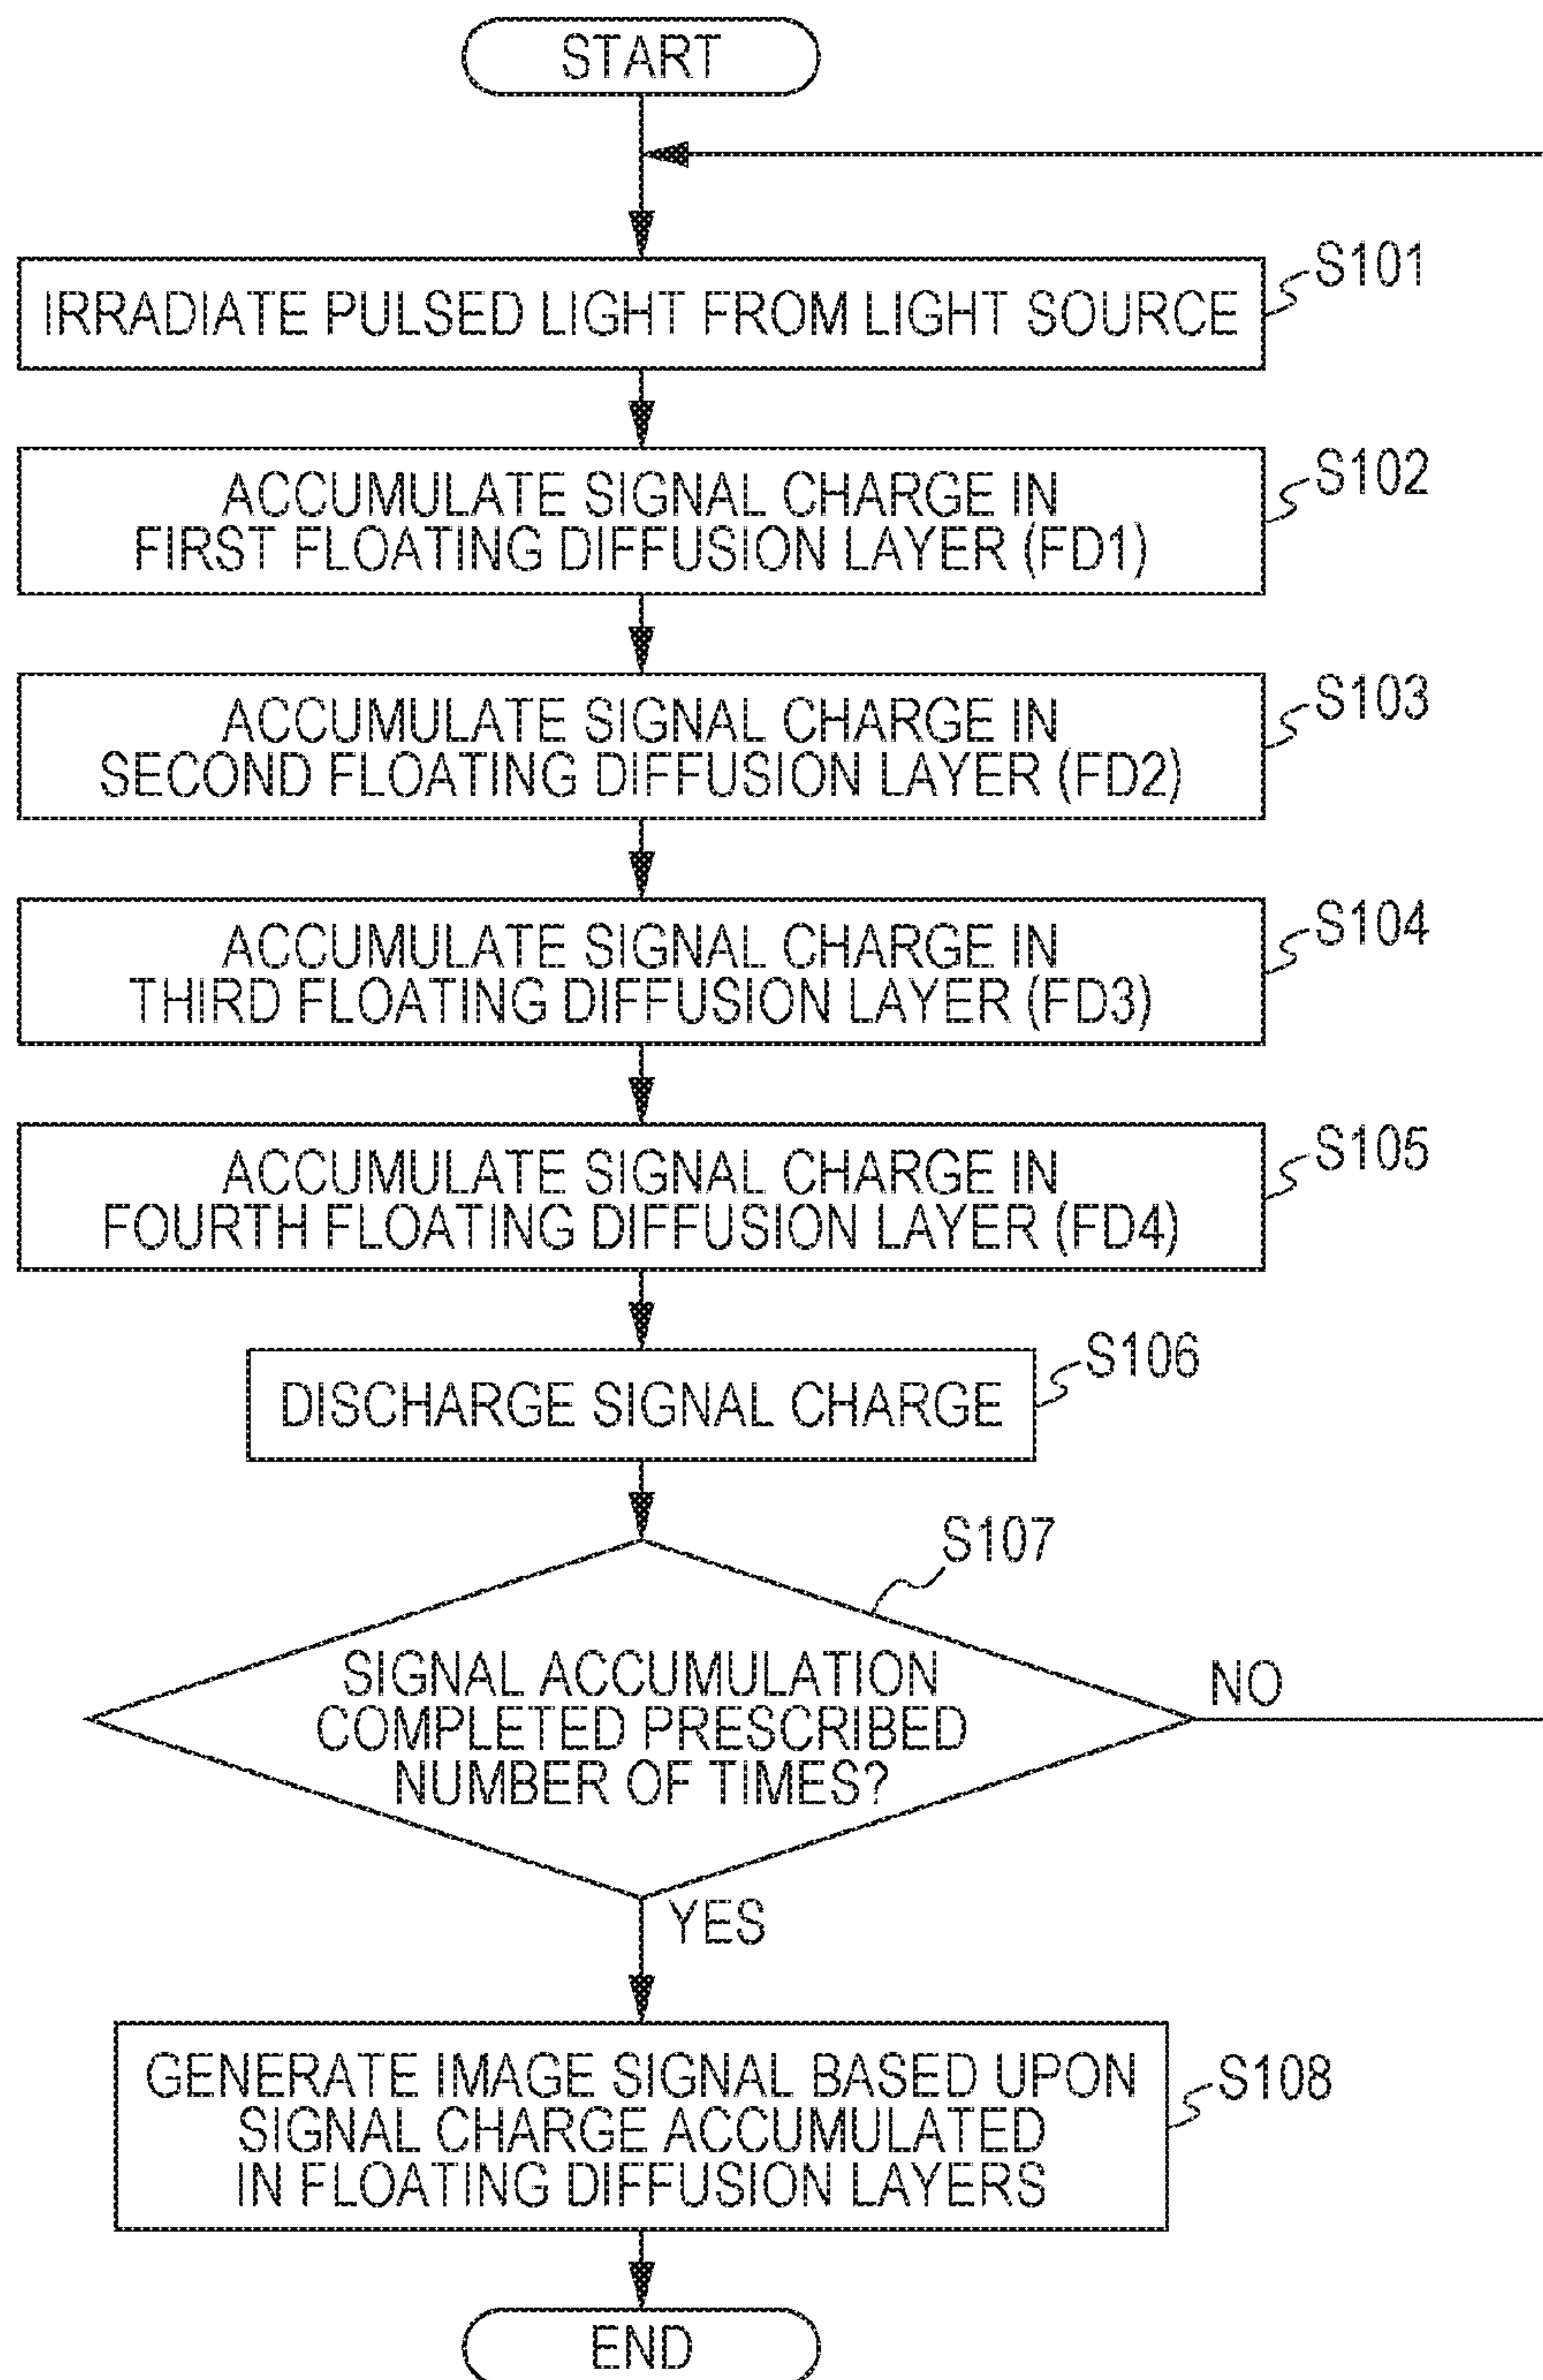 START
IRRADIATE PULSED LIGHT FROM LIGHT SOURCE
S101
ACCUMULATE SIGNAL CHARGE IN
FIRST FLOATING DIFFUSION LAYER (FD1)
S102
ACCUMULATE SIGNAL CHARGE IN
SECOND FLOATING DIFFUSION LAYER (FD2)
S103
ACCUMULATE SIGNAL CHARGE IN
THIRD FLOATING DIFFUSION LAYER (FD3)
S104
ACCUMULATE SIGNAL CHARGE IN
FOURTH FLOATING DIFFUSION LAYER (FD4)
S105
DISCHARGE SIGNAL CHARGE
S106
S107
SIGNAL ACCUMULATION
COMPLETED PRESCRIBED
NUMBER OF TIMES?
NO
YES
GENERATE IMAGE SIGNAL BASED UPON
SIGNAL CHARGE ACCUMULATED
IN FLOATING DIFFUSION LAYERS
S108
END